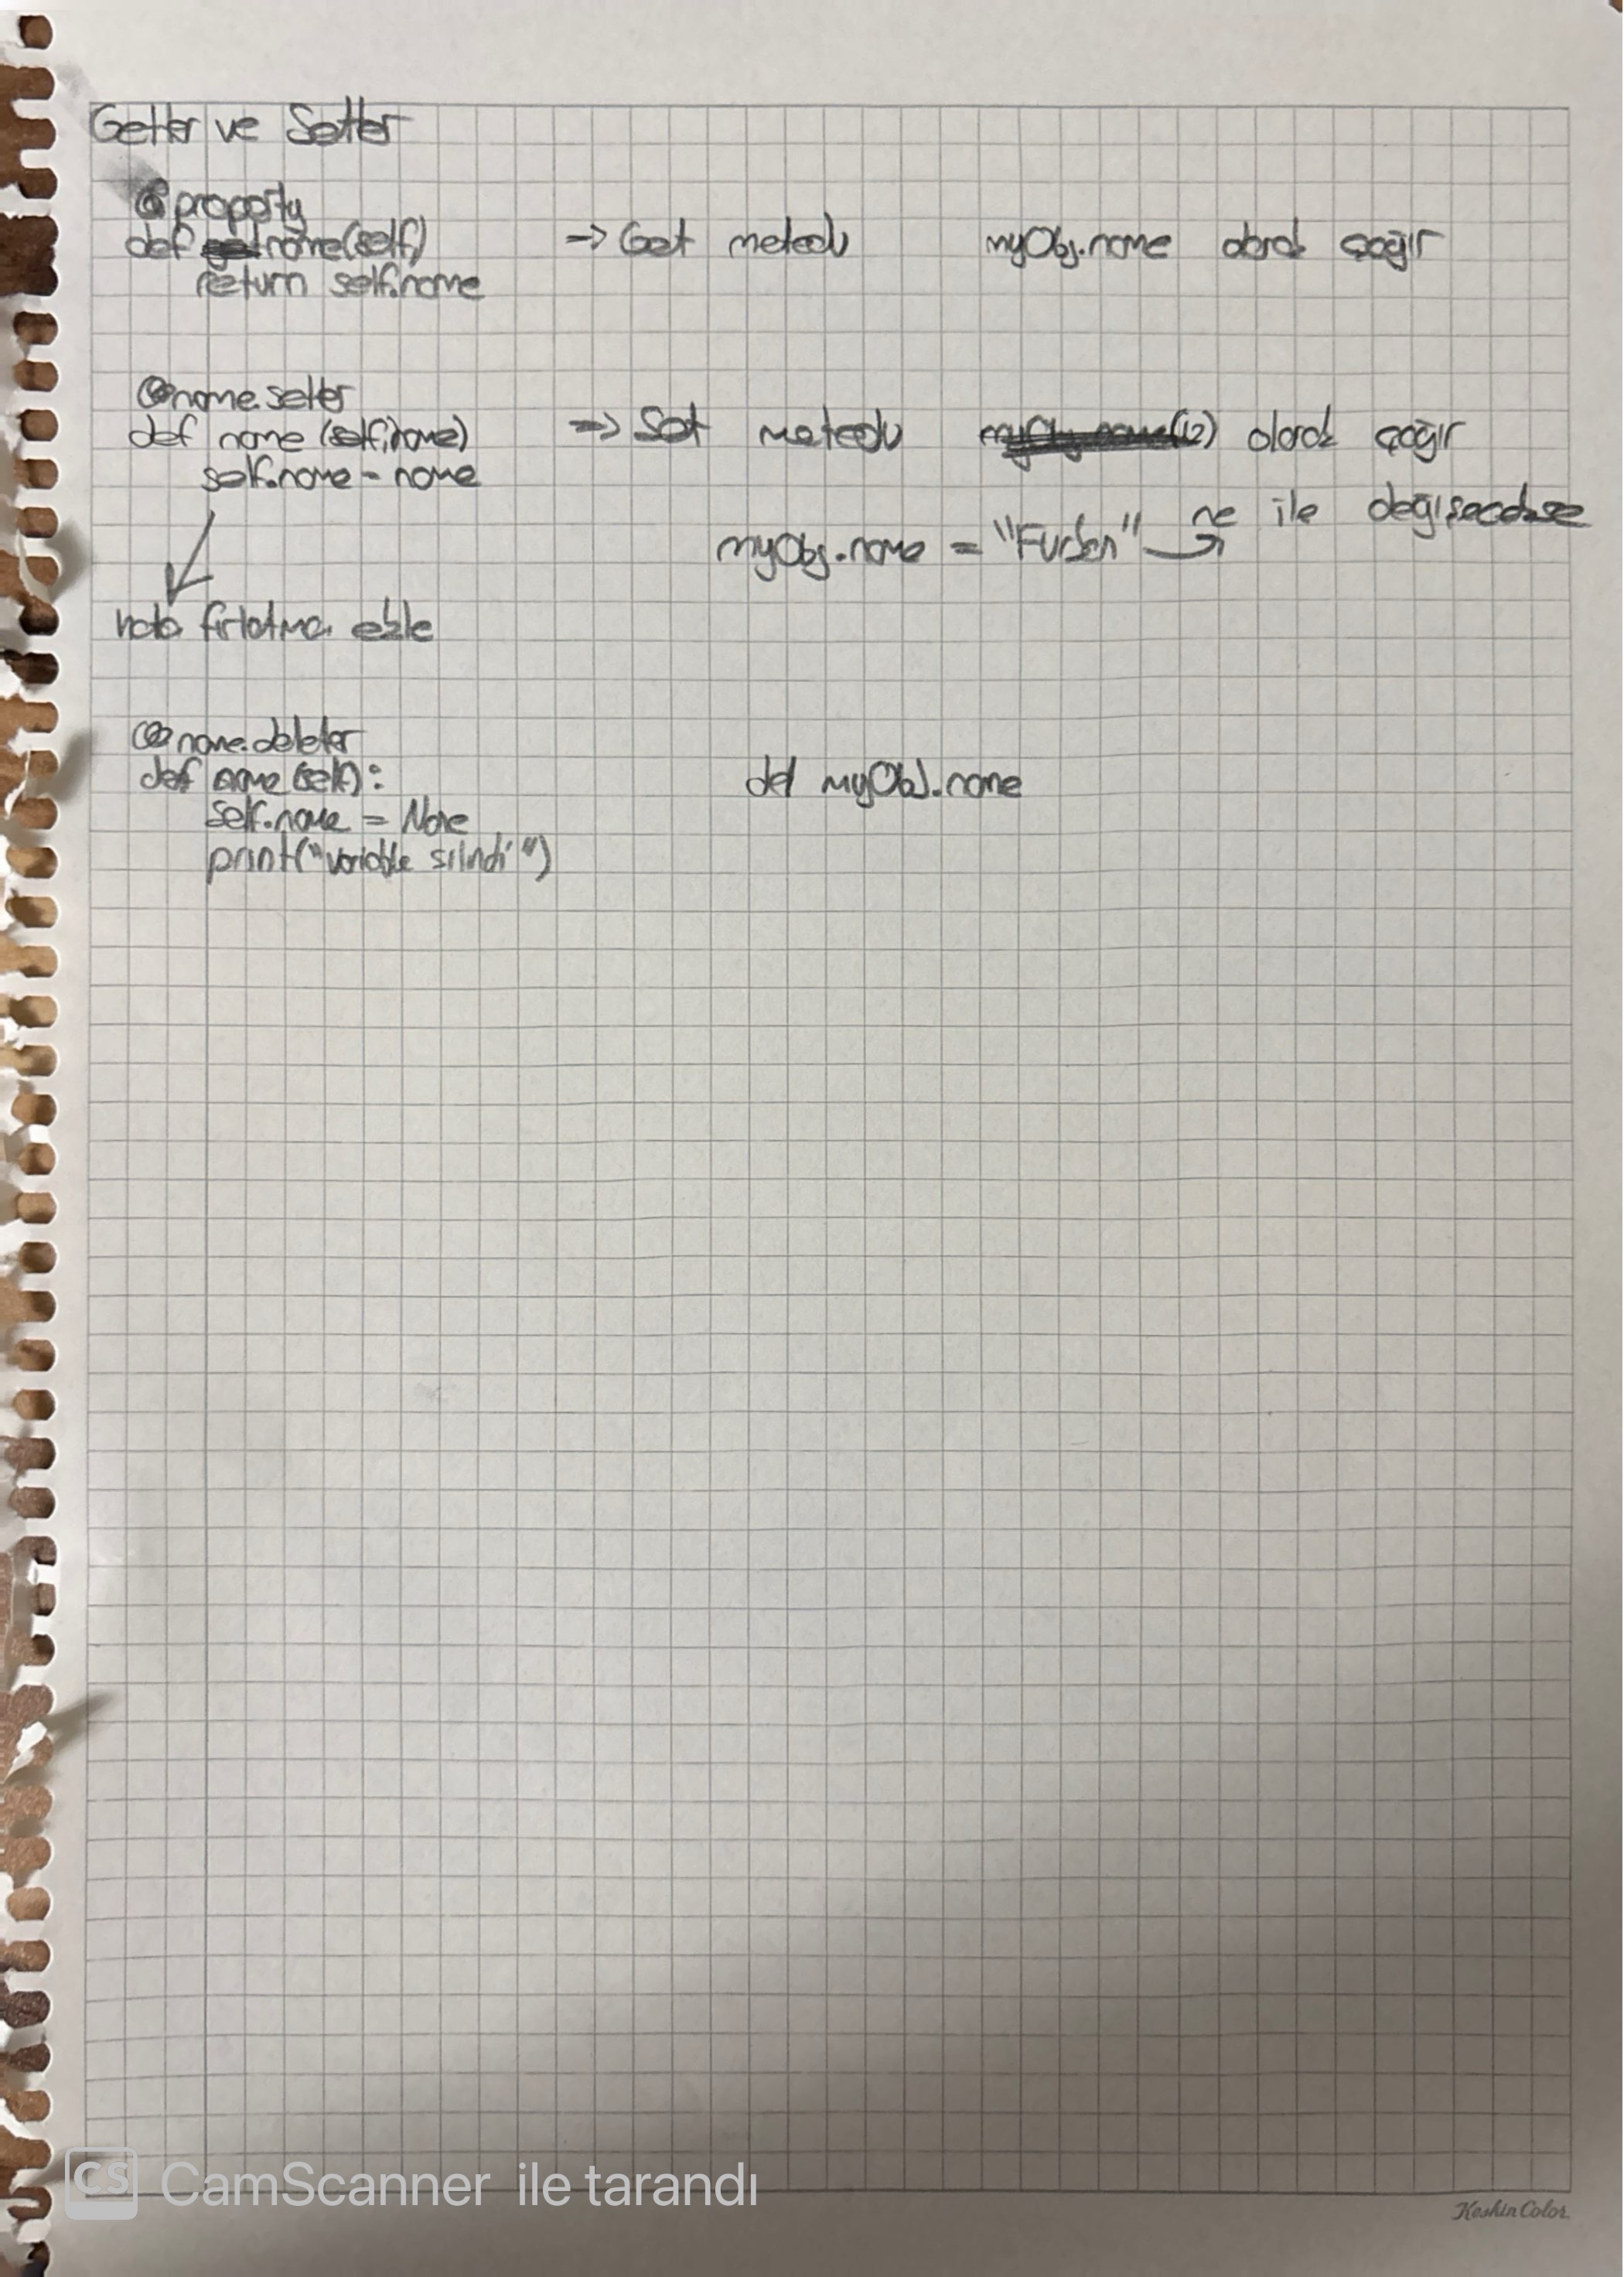 Getter ve Setter
@property
def name(self) => Get metodu myObj.name olarak çağır
return self.name
@name.setter
def name (self,name) => Set metodu myObj.name(12) olarak çağır
self.name = name
myObj.name = "Furkan" ne ile değişecekse
hata fırlatma ekle
@name.deleter
def name (self): del myObj.name
self.name = None
print("variable silindi")
CS CamScanner ile tarandı
KeskinColor